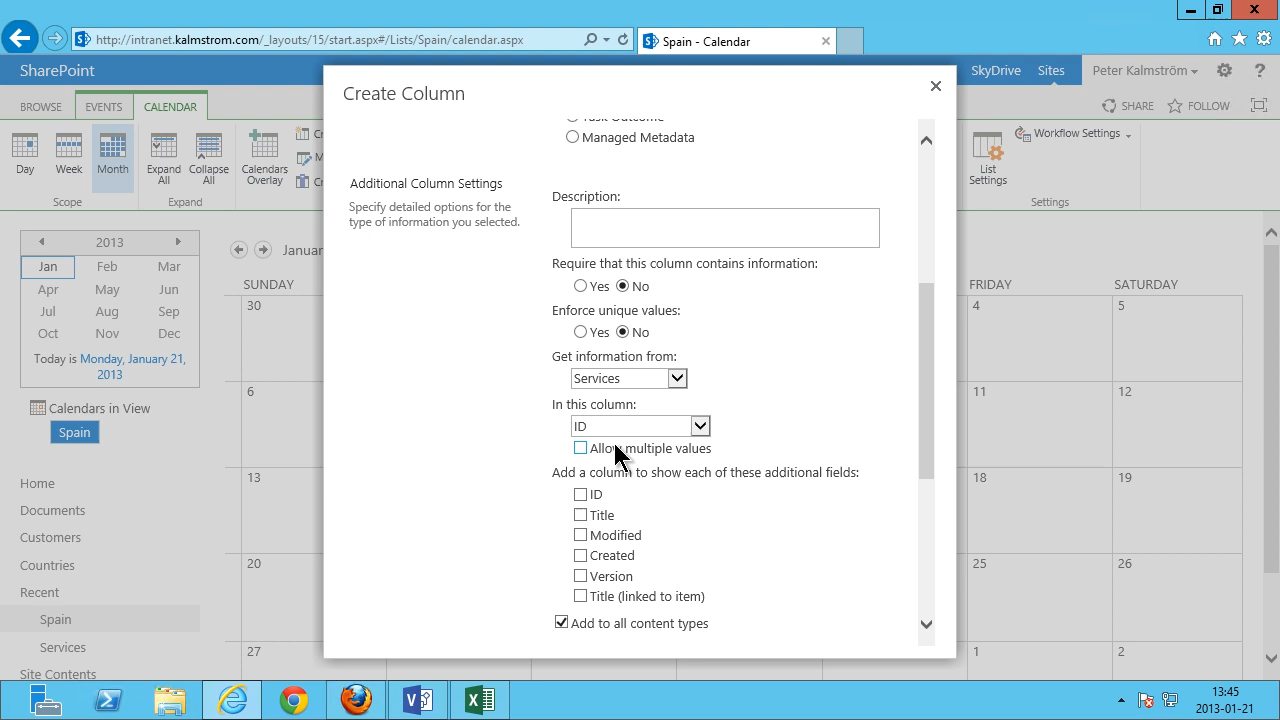 http://intranet.kalmstrom.com/_layouts/15/start.aspx#/Lists/Spain/calendar.aspx
Spain - Calendar
SharePoint
SkyDrive
Sites
Peter Kalmström
?
BROWSE
EVENTS
CALENDAR
SHARE
FOLLOW
Day
Week
Month
Scope
Expand All
Collapse All
Expand
Calendars Overlay
Cr
M
Cr
List Settings
Workflow Settings
Settings
Create Column
Task Outcome
Managed Metadata
Additional Column Settings
Specify detailed options for the
type of information you selected.
Description:
Require that this column contains information:
Yes No
Enforce unique values:
Yes No
Get information from:
Services
In this column:
ID
Allow multiple values
Add a column to show each of these additional fields:
ID
Title
Modified
Created
Version
Title (linked to item)
Add to all content types
2013
Jan Feb Mar
Apr May Jun
Jul Aug Sep
Oct Nov Dec
Today is Monday, January 21,
2013
Calendars in View
Spain
Home
Documents
Customers
Countries
Recent
Spain
Services
Site Contents
Januar
SUNDAY FRIDAY SATURDAY
30 4 5
6 11 12
13 18 19
20 25 26
27 1 2
13:45
2013-01-21